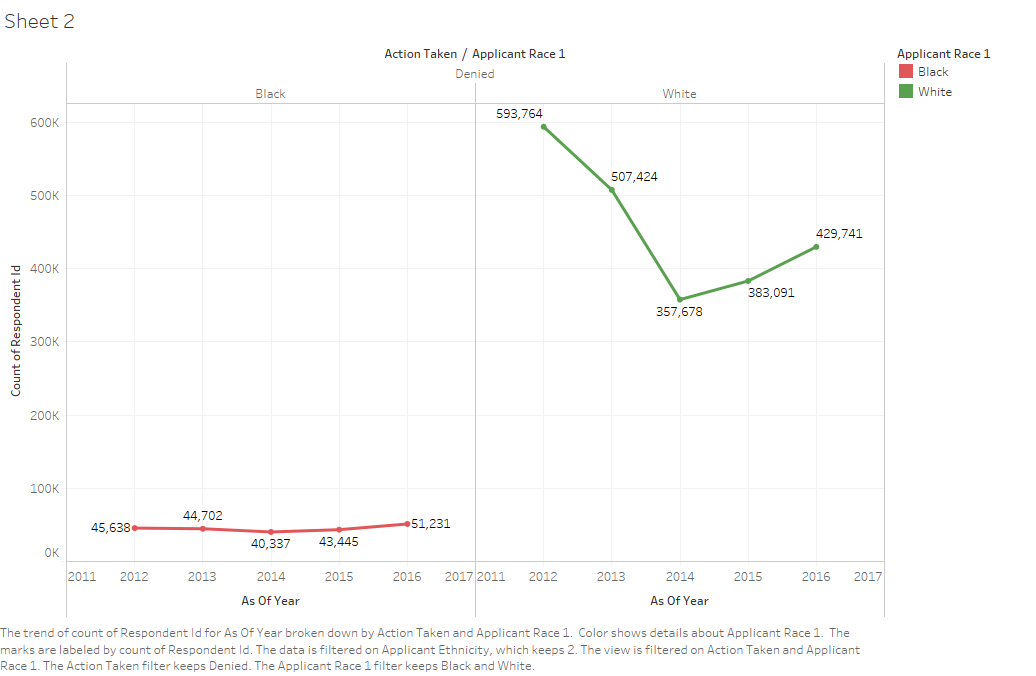 Sheet 2
Action Taken / Applicant Race 1
Denied
Black
White
Applicant Race 1
Black
White
Count of Respondent Id
600K
500K
400K
300K
200K
100K
0K
593,764
507,424
357,678
383,091
429,741
45,638
44,702
40,337
43,445
51,231
2011 2012 2013 2014 2015 2016 2017
2011 2012 2013 2014 2015 2016 2017
As Of Year
As Of Year
The trend of count of Respondent Id for As Of Year broken down by Action Taken and Applicant Race 1. Color shows details about Applicant Race 1. The
marks are labeled by count of Respondent Id. The data is filtered on Applicant Ethnicity, which keeps 2. The view is filtered on Action Taken and Applicant
Race 1. The Action Taken filter keeps Denied. The Applicant Race 1 filter keeps Black and White.